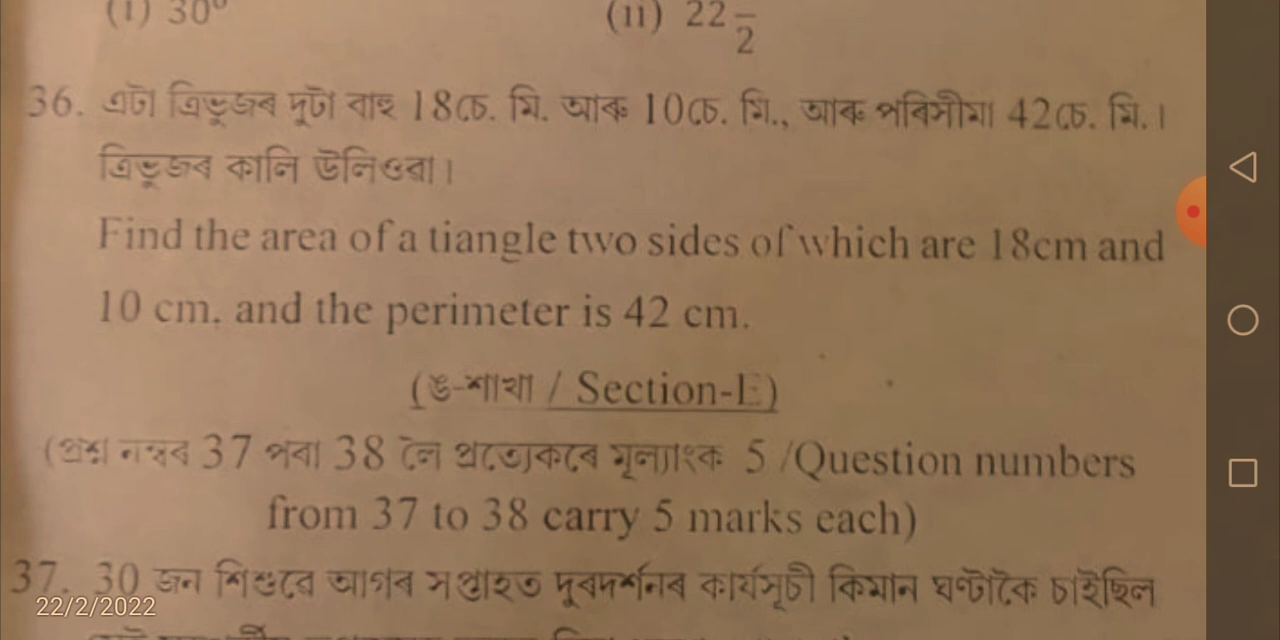 (i) 30° (ii) 22 _ 2
36. এটা ত্ৰিভূজৰ দুটা বাহু 18চে. মি. আৰু 10চে. মি., আৰু পৰিসীমা 42চে. মি.।
ত্ৰিভূজৰ কালি উলিওৱা।
Find the area of a tiangle two sides of which are 18cm and
10 cm. and the perimeter is 42 cm.
(ঙ-শাখা / Section-E)
(প্ৰশ্ন নম্বৰ 37 পৰা 38 লৈ প্ৰত্যেকৰে মূল্যাংক 5 /Question numbers
from 37 to 38 carry 5 marks each)
37. 30 জন শিশুৱে আগৰ সপ্তাহত দূৰদৰ্শনৰ কাৰ্যসূচী কিমান ঘণ্টাকৈ চাইছিল
22/2/2022